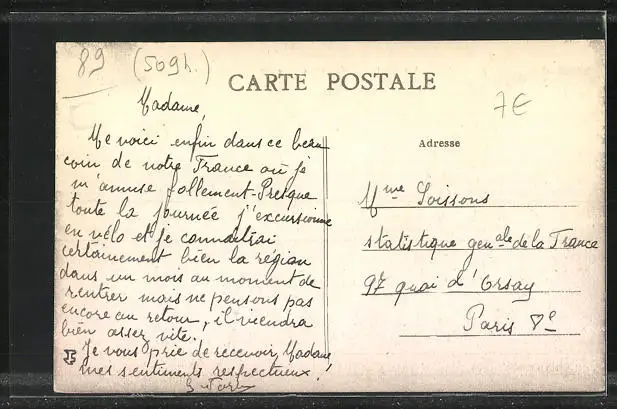 89
(509h.)
CARTE POSTALE
7€
Madame,
Me voici enfin dans ce beau
coin de notre France où je
m'amuse follement - Presque
toute la journée j'excursionne
en vélo et je connaîtrai
certainement bien la région
dans un mois au moment de
rentrer mais ne pensons pas
encore au retour, il viendra
bien assez vite.
Je vous prie de recevoir, Madame
mes sentiments respectueux!
Adresse
Mme Soissons
statistique genale de la France
97 quai d'Orsay
Paris 7e